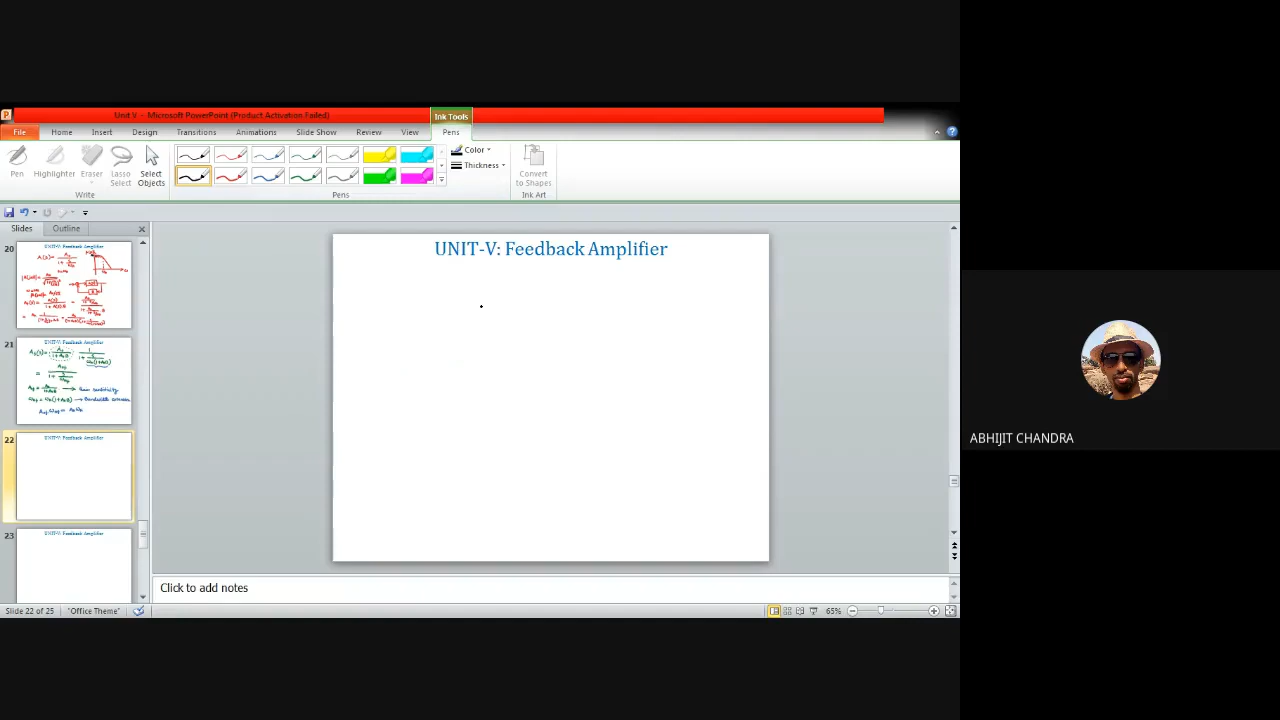 Unit V - Microsoft PowerPoint (Product Activation Failed)
Ink Tools
File Home Insert Design Transitions Animations Slide Show Review View Pens
Pen Highlighter Eraser Lasso Select Select Objects
Color
Thickness
Convert to Shapes
Write Pens Ink Art
Slides Outline
20
UNIT-V: Feedback Amplifier
21
UNIT-V: Feedback Amplifier
22
UNIT-V: Feedback Amplifier
23
UNIT-V: Feedback Amplifier
UNIT-V: Feedback Amplifier
Click to add notes
Slide 22 of 25 "Office Theme" 65%
ABHIJIT CHANDRA